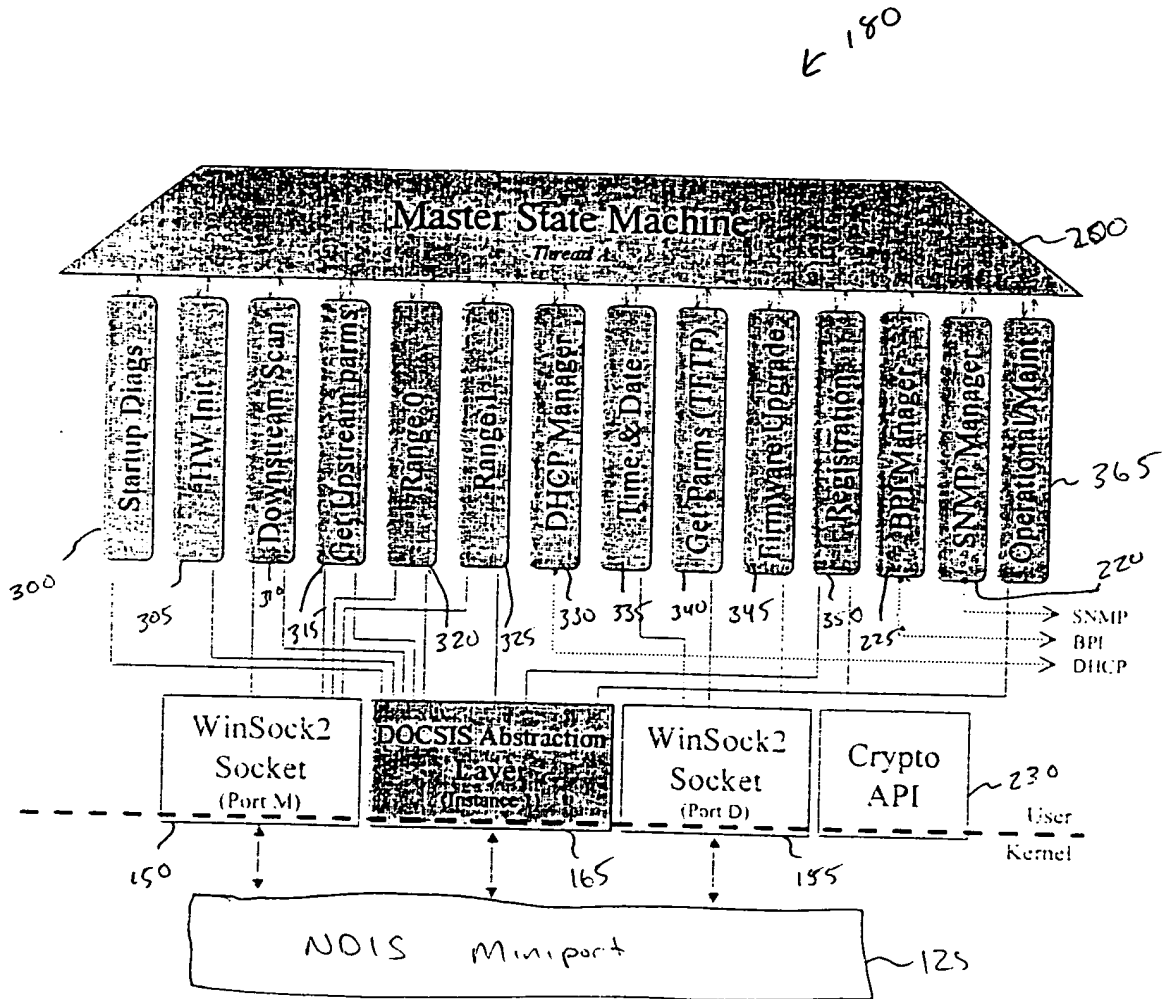 180
Master State Machine
Thread A
200
Startup Diags
HW Init
Downstream Scan
Get Upstream parms
Range 0
Range 1
DHCP Manager
Time & Date
Get Parms (TFTP)
FirmWare Upgrade
Registration
BPI Manager
SNMP Manager
Operational/Maint
365
300
305
310
315
320
325
330
335
340
345
350
225
220
SNMP
BPI
DHCP
WinSock2
Socket
(Port M)
DOCSIS Abstraction
Layer
WinSock2
Socket
(Port D)
Crypto
API
230
User
Kernel
150
165
155
NDIS Miniport
125